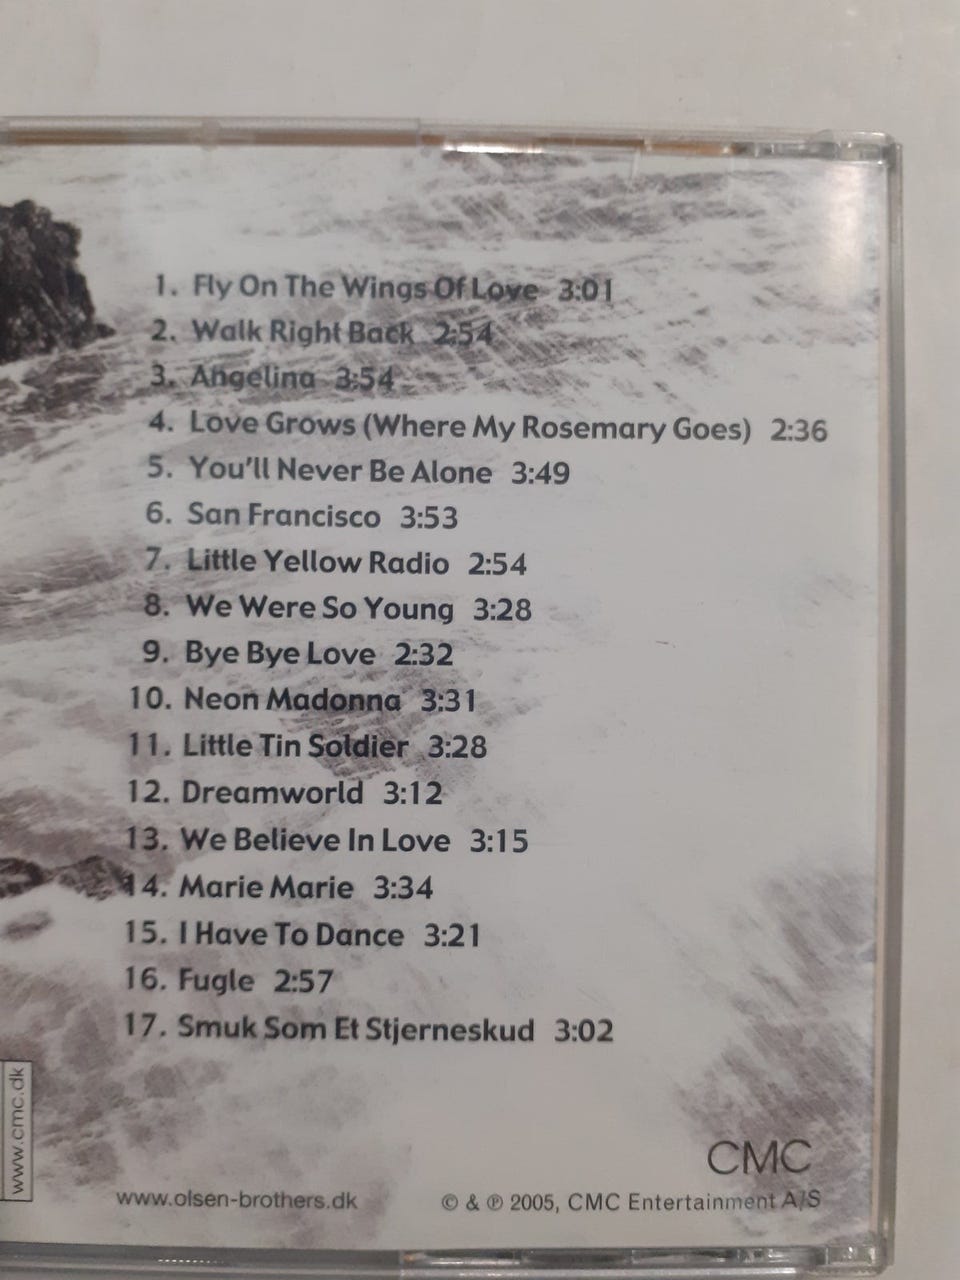 1. Fly On The Wings Of Love 3:01
2. Walk Right Back 2:54
3. Angelina 3:54
4. Love Grows (Where My Rosemary Goes) 2:36
5. You'll Never Be Alone 3:49
6. San Francisco 3:53
7. Little Yellow Radio 2:54
8. We Were So Young 3:28
9. Bye Bye Love 2:32
10. Neon Madonna 3:31
11. Little Tin Soldier 3:28
12. Dreamworld 3:12
13. We Believe In Love 3:15
14. Marie Marie 3:34
15. I Have To Dance 3:21
16. Fugle 2:57
17. Smuk Som Et Stjerneskud 3:02
www.cmc.dk
CMC
www.olsen-brothers.dk
© & ℗ 2005, CMC Entertainment A/S